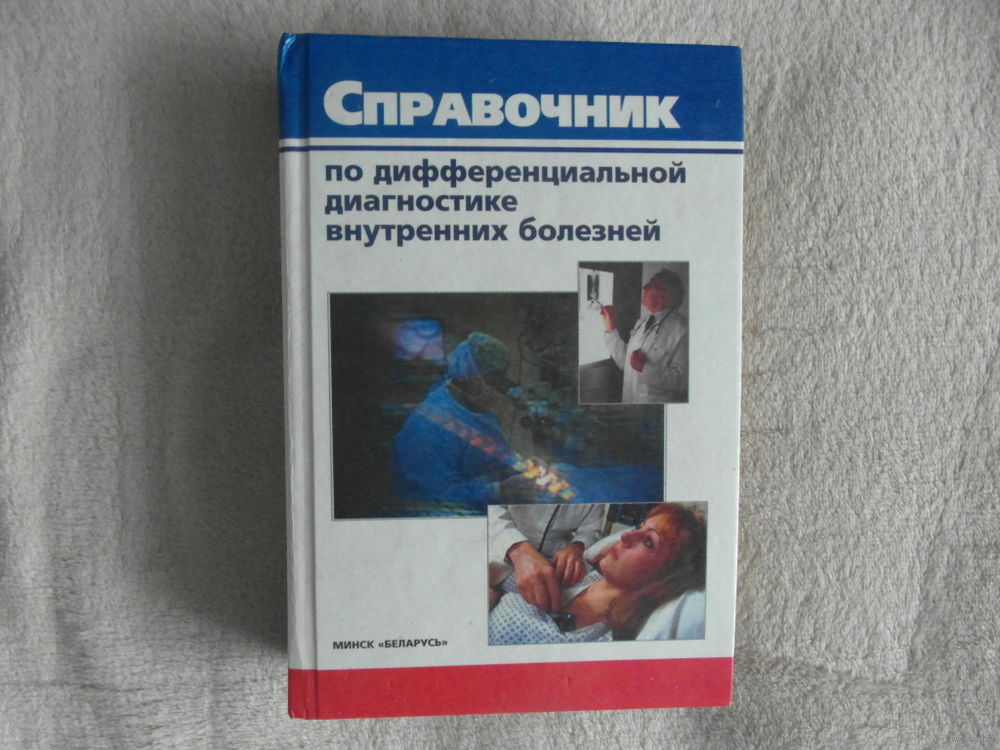 СПРАВОЧНИК
по дифференциальной
диагностике
внутренних болезней
МИНСК «БЕЛАРУСЬ»